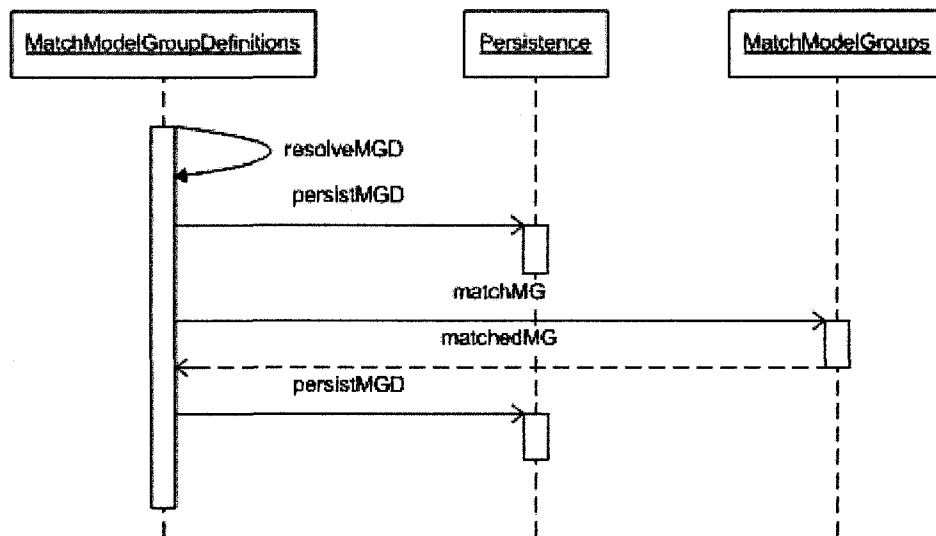 MatchModelGroupDefinitions
Persistence
MatchModelGroups
resolveMGD
persistMGD
matchMG
matchedMG
persistMGD